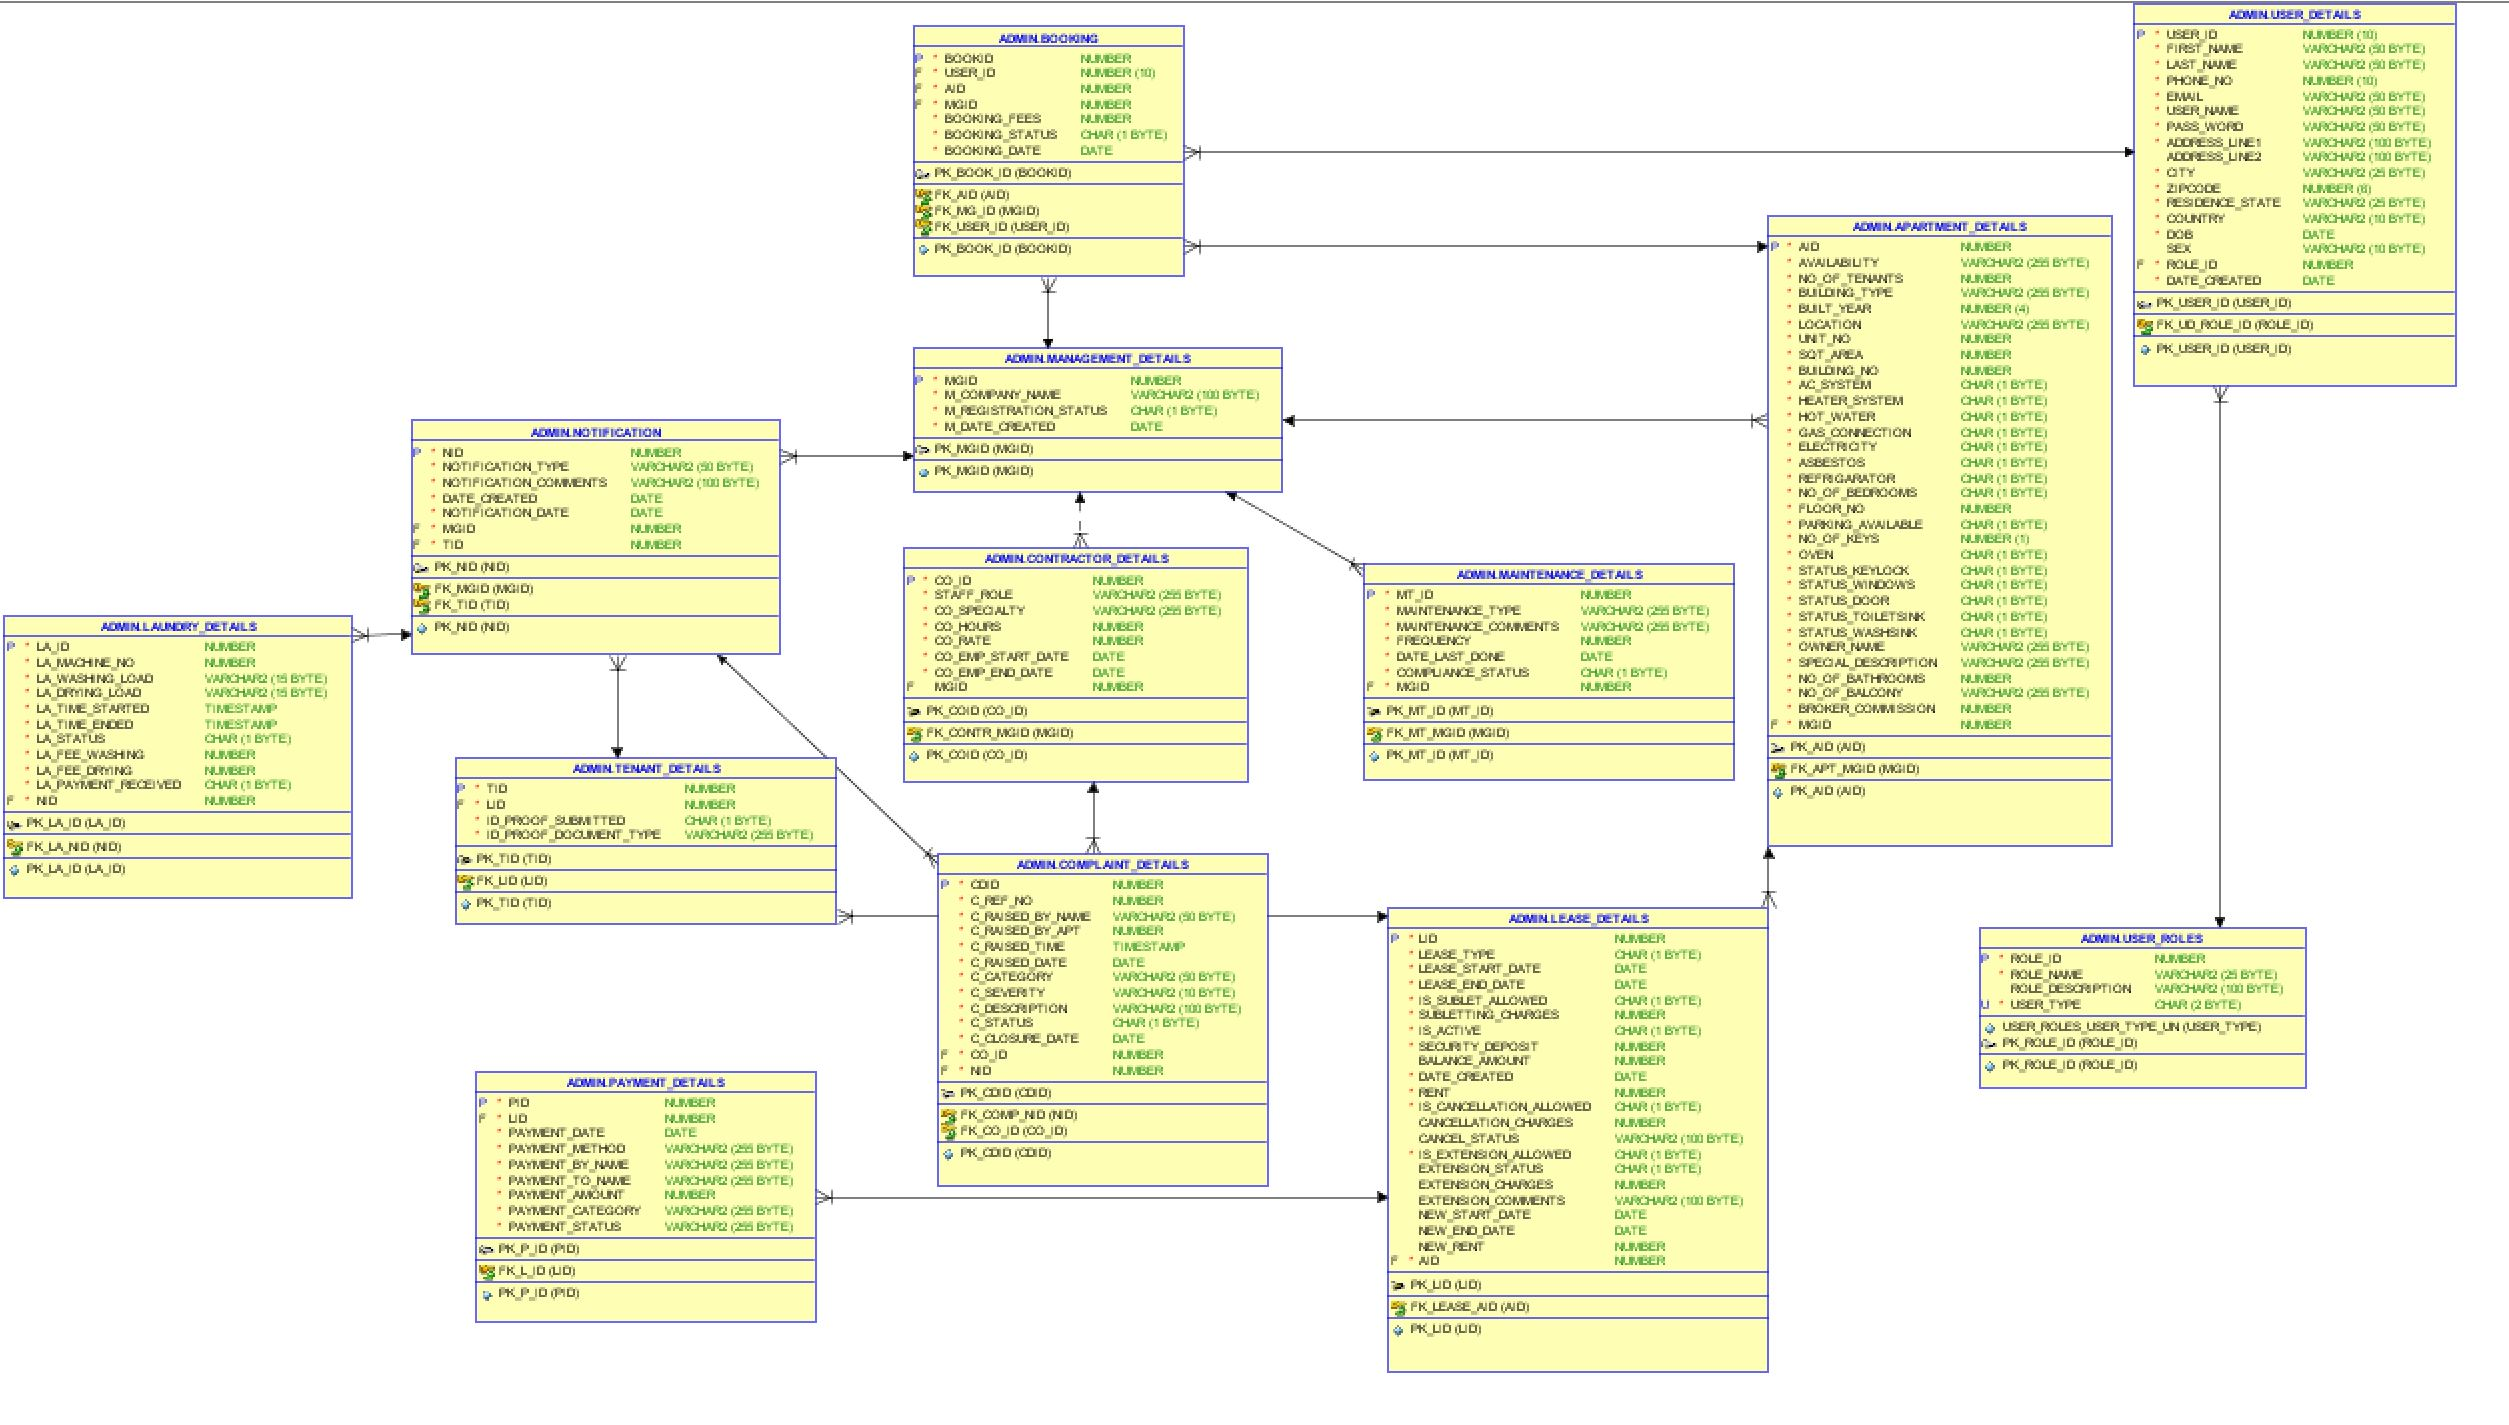 ADMIN.BOOKING
P * BOOKID NUMBER
F * USER_ID NUMBER (10)
F * AID NUMBER
F * MGID NUMBER
* BOOKING_FEES NUMBER
* BOOKING_STATUS CHAR (1 BYTE)
* BOOKING_DATE DATE
PK_BOOK_ID (BOOKID)
FK_AID (AID)
FK_MG_ID (MGID)
FK_USER_ID (USER_ID)
PK_BOOK_ID (BOOKID)
ADMIN.USER_DETAILS
P * USER_ID NUMBER (10)
* FIRST_NAME VARCHAR2 (50 BYTE)
* LAST_NAME VARCHAR2 (50 BYTE)
* PHONE_NO NUMBER (10)
* EMAIL VARCHAR2 (50 BYTE)
* USER_NAME VARCHAR2 (50 BYTE)
* PASS_WORD VARCHAR2 (50 BYTE)
* ADDRESS_LINE1 VARCHAR2 (100 BYTE)
ADDRESS_LINE2 VARCHAR2 (100 BYTE)
* CITY VARCHAR2 (25 BYTE)
* ZIPCODE NUMBER (6)
* RESIDENCE_STATE VARCHAR2 (25 BYTE)
* COUNTRY VARCHAR2 (10 BYTE)
* DOB DATE
SEX VARCHAR2 (10 BYTE)
F * ROLE_ID NUMBER
* DATE_CREATED DATE
PK_USER_ID (USER_ID)
FK_UD_ROLE_ID (ROLE_ID)
PK_USER_ID (USER_ID)
ADMIN.APARTMENT_DETAILS
P * AID NUMBER
* AVAILABILITY VARCHAR2 (255 BYTE)
* NO_OF_TENANTS NUMBER
* BUILDING_TYPE VARCHAR2 (255 BYTE)
* BUILT_YEAR NUMBER (4)
* LOCATION VARCHAR2 (255 BYTE)
* UNIT_NO NUMBER
* SQT_AREA NUMBER
* BUILDING_NO NUMBER
* AC_SYSTEM CHAR (1 BYTE)
* HEATER_SYSTEM CHAR (1 BYTE)
* HOT_WATER CHAR (1 BYTE)
* GAS_CONNECTION CHAR (1 BYTE)
* ELECTRICITY CHAR (1 BYTE)
* ASBESTOS CHAR (1 BYTE)
* REFRIGARATOR CHAR (1 BYTE)
* NO_OF_BEDROOMS CHAR (1 BYTE)
* FLOOR_NO NUMBER
* PARKING_AVAILABLE CHAR (1 BYTE)
* NO_OF_KEYS NUMBER (1)
* OVEN CHAR (1 BYTE)
* STATUS_KEYLOCK CHAR (1 BYTE)
* STATUS_WINDOWS CHAR (1 BYTE)
* STATUS_DOOR CHAR (1 BYTE)
* STATUS_TOILETSINK CHAR (1 BYTE)
* STATUS_WASHSINK CHAR (1 BYTE)
* OWNER_NAME VARCHAR2 (255 BYTE)
* SPECIAL_DESCRIPTION VARCHAR2 (255 BYTE)
* NO_OF_BATHROOMS NUMBER
* NO_OF_BALCONY VARCHAR2 (255 BYTE)
* BROKER_COMMISSION NUMBER
F * MGID NUMBER
PK_AID (AID)
FK_APT_MGID (MGID)
PK_AID (AID)
ADMIN.MANAGEMENT_DETAILS
P * MGID NUMBER
* M_COMPANY_NAME VARCHAR2 (100 BYTE)
* M_REGISTRATION_STATUS CHAR (1 BYTE)
* M_DATE_CREATED DATE
PK_MGID (MGID)
PK_MGID (MGID)
ADMIN.NOTIFICATION
P * NID NUMBER
* NOTIFICATION_TYPE VARCHAR2 (50 BYTE)
* NOTIFICATION_COMMENTS VARCHAR2 (100 BYTE)
* DATE_CREATED DATE
* NOTIFICATION_DATE DATE
F * MGID NUMBER
F * TID NUMBER
PK_NID (NID)
FK_MGID (MGID)
FK_TID (TID)
PK_NID (NID)
ADMIN.CONTRACTOR_DETAILS
P * CO_ID NUMBER
* STAFF_ROLE VARCHAR2 (255 BYTE)
* CO_SPECIALTY VARCHAR2 (255 BYTE)
* CO_HOURS NUMBER
* CO_RATE NUMBER
* CO_EMP_START_DATE DATE
* CO_EMP_END_DATE DATE
F MGID NUMBER
PK_COID (CO_ID)
FK_CONTR_MGID (MGID)
PK_COID (CO_ID)
ADMIN.MAINTENANCE_DETAILS
P * MT_ID NUMBER
* MAINTENANCE_TYPE VARCHAR2 (255 BYTE)
* MAINTENANCE_COMMENTS VARCHAR2 (255 BYTE)
* FREQUENCY NUMBER
* DATE_LAST_DONE DATE
* COMPLIANCE_STATUS CHAR (1 BYTE)
F * MGID NUMBER
PK_MT_ID (MT_ID)
FK_MT_MGID (MGID)
PK_MT_ID (MT_ID)
ADMIN.LAUNDRY_DETAILS
P * LA_ID NUMBER
* LA_MACHINE_NO NUMBER
* LA_WASHING_LOAD VARCHAR2 (15 BYTE)
* LA_DRYING_LOAD VARCHAR2 (15 BYTE)
* LA_TIME_STARTED TIMESTAMP
* LA_TIME_ENDED TIMESTAMP
* LA_STATUS CHAR (1 BYTE)
* LA_FEE_WASHING NUMBER
* LA_FEE_DRYING NUMBER
* LA_PAYMENT_RECEIVED CHAR (1 BYTE)
F * NID NUMBER
PK_LA_ID (LA_ID)
FK_LA_NID (NID)
PK_LA_ID (LA_ID)
ADMIN.TENANT_DETAILS
P * TID NUMBER
F * LID NUMBER
* ID_PROOF_SUBMITTED CHAR (1 BYTE)
* ID_PROOF_DOCUMENT_TYPE VARCHAR2 (255 BYTE)
PK_TID (TID)
FK_LID (LID)
PK_TID (TID)
ADMIN.COMPLAINT_DETAILS
P * CDID NUMBER
* C_REF_NO NUMBER
* C_RAISED_BY_NAME VARCHAR2 (50 BYTE)
* C_RAISED_BY_APT NUMBER
* C_RAISED_TIME TIMESTAMP
* C_RAISED_DATE DATE
* C_CATEGORY VARCHAR2 (50 BYTE)
* C_SEVERITY VARCHAR2 (10 BYTE)
* C_DESCRIPTION VARCHAR2 (100 BYTE)
* C_STATUS CHAR (1 BYTE)
* C_CLOSURE_DATE DATE
F * CO_ID NUMBER
F * NID NUMBER
PK_CDID (CDID)
FK_COMP_NID (NID)
FK_CO_ID (CO_ID)
PK_CDID (CDID)
ADMIN.LEASE_DETAILS
P * LID NUMBER
* LEASE_TYPE CHAR (1 BYTE)
* LEASE_START_DATE DATE
* LEASE_END_DATE DATE
* IS_SUBLET_ALLOWED CHAR (1 BYTE)
* SUBLETTING_CHARGES NUMBER
* IS_ACTIVE CHAR (1 BYTE)
* SECURITY_DEPOSIT NUMBER
BALANCE_AMOUNT NUMBER
* DATE_CREATED DATE
* RENT NUMBER
* IS_CANCELLATION_ALLOWED CHAR (1 BYTE)
CANCELLATION_CHARGES NUMBER
CANCEL_STATUS VARCHAR2 (100 BYTE)
* IS_EXTENSION_ALLOWED CHAR (1 BYTE)
EXTENSION_STATUS CHAR (1 BYTE)
EXTENSION_CHARGES NUMBER
EXTENSION_COMMENTS VARCHAR2 (100 BYTE)
NEW_START_DATE DATE
NEW_END_DATE DATE
NEW_RENT NUMBER
F * AID NUMBER
PK_LID (LID)
FK_LEASE_AID (AID)
PK_LID (LID)
ADMIN.USER_ROLES
P * ROLE_ID NUMBER
* ROLE_NAME VARCHAR2 (25 BYTE)
ROLE_DESCRIPTION VARCHAR2 (100 BYTE)
U * USER_TYPE CHAR (2 BYTE)
USER_ROLES_USER_TYPE_UN (USER_TYPE)
PK_ROLE_ID (ROLE_ID)
PK_ROLE_ID (ROLE_ID)
ADMIN.PAYMENT_DETAILS
P * PID NUMBER
F * LID NUMBER
* PAYMENT_DATE DATE
* PAYMENT_METHOD VARCHAR2 (255 BYTE)
* PAYMENT_BY_NAME VARCHAR2 (255 BYTE)
* PAYMENT_TO_NAME VARCHAR2 (255 BYTE)
* PAYMENT_AMOUNT NUMBER
* PAYMENT_CATEGORY VARCHAR2 (255 BYTE)
* PAYMENT_STATUS VARCHAR2 (255 BYTE)
PK_P_ID (PID)
FK_L_ID (LID)
PK_P_ID (PID)